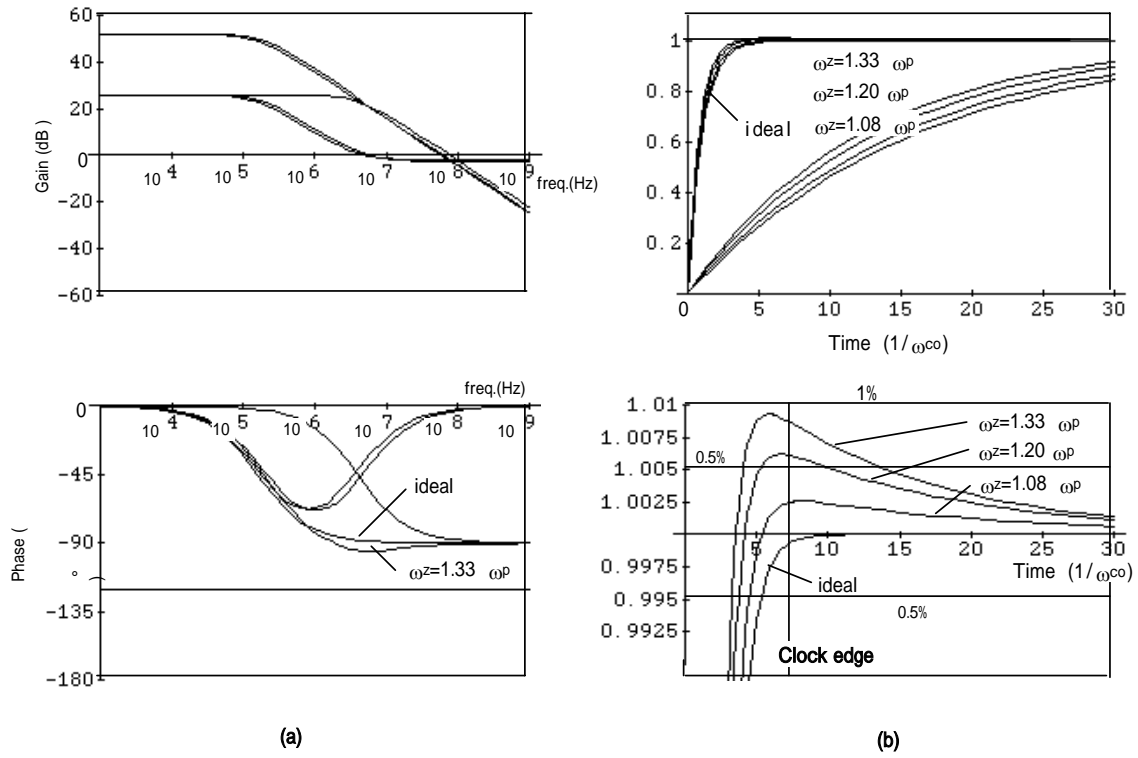 60
40
20
0
-20
-40
-60
Gain (dB)
10 4
10 5
10 6
10 7
10 8
10 9
freq.(Hz)
1
0.8
0.6
0.4
0.2
0
5
10
15
20
25
30
ωz=1.33 ωp
ωz=1.20 ωp
ideal
ωz=1.08 ωp
Time (1/ωco)
freq.(Hz)
0
-45
-90
-135
-180
Phase (°)
10 4
10 5
10 6
10 7
10 8
10 9
ideal
ωz=1.33 ωp
1.01
1.0075
1.005
1.0025
0.9975
0.995
0.9925
1%
0.5%
ωz=1.33 ωp
ωz=1.20 ωp
ωz=1.08 ωp
5
10
15
20
25
30
Time (1/ωco)
ideal
0.5%
Clock edge
(a)
(b)